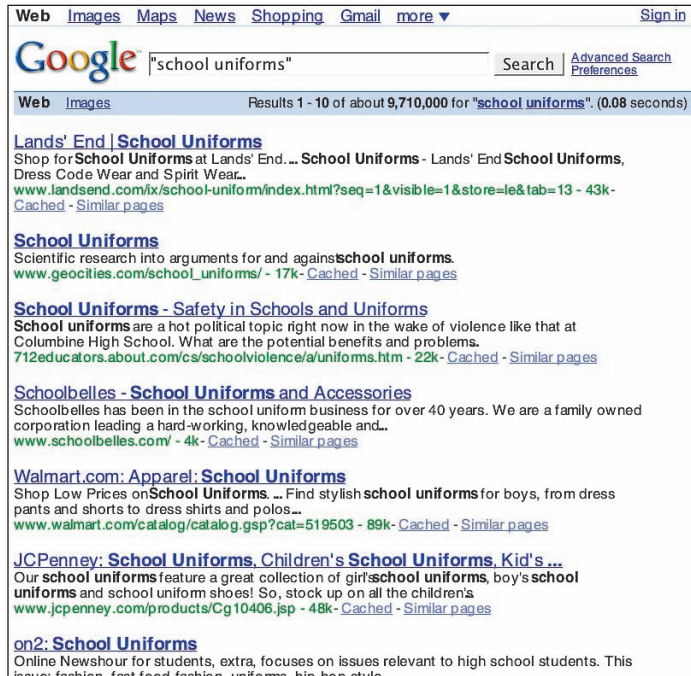 Web Images Maps News Shopping Gmail more ▼ Sign in
Google "school uniforms" Search Advanced Search
Preferences
Web Images Results 1 - 10 of about 9,710,000 for "school uniforms". (0.08 seconds)
Lands' End | School Uniforms
Shop for School Uniforms at Lands' End.... School Uniforms - Lands' End School Uniforms,
Dress Code Wear and Spirit Wear...
www.landsend.com/ix/school-uniform/index.html?seq=1&visible=1&store=le&tab=13 - 43k-
Cached - Similar pages
School Uniforms
Scientific research into arguments for and against school uniforms.
www.geocities.com/school_uniforms/ - 17k- Cached - Similar pages
School Uniforms - Safety in Schools and Uniforms
School uniforms are a hot political topic right now in the wake of violence like that at
Columbine High School. What are the potential benefits and problems.
712educators.about.com/cs/schoolviolence/a/uniforms.htm - 22k- Cached - Similar pages
Schoolbelles - School Uniforms and Accessories
Schoolbelles has been in the school uniform business for over 40 years. We are a family owned
corporation leading a hard-working, knowledgeable and...
www.schoolbelles.com/ - 4k- Cached - Similar pages
Walmart.com: Apparel: School Uniforms
Shop Low Prices on School Uniforms. ... Find stylish school uniforms for boys, from dress
pants and shorts to dress shirts and polos...
www.walmart.com/catalog/catalog.gsp?cat=519503 - 89k- Cached - Similar pages
JCPenney: School Uniforms, Children's School Uniforms, Kid's ...
Our school uniforms feature a great collection of girl's school uniforms, boy's school
uniforms and school uniform shoes! So, stock up on all the children's
www.jcpenney.com/products/Cg10406.jsp - 48k- Cached - Similar pages
on2: School Uniforms
Online Newshour for students, extra, focuses on issues relevant to high school students. This
issue: fashion, fast food fashion, uniforms, hip-hop style